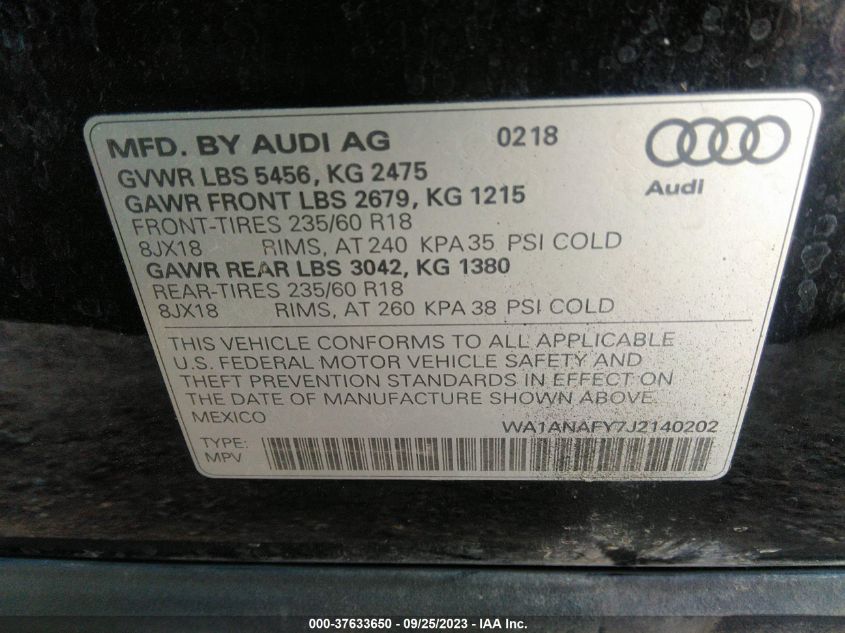 MFD. BY AUDI AG 0218
GVWR LBS 5456, KG 2475
GAWR FRONT LBS 2679, KG 1215
Audi
FRONT-TIRES 235/60 R18
8JX18 RIMS, AT 240 KPA 35 PSI COLD
GAWR REAR LBS 3042, KG 1380
REAR-TIRES 235/60 R18
8JX18 RIMS, AT 260 KPA 38 PSI COLD
THIS VEHICLE CONFORMS TO ALL APPLICABLE
U.S. FEDERAL MOTOR VEHICLE SAFETY AND
THEFT PREVENTION STANDARDS IN EFFECT ON
THE DATE OF MANUFACTURE SHOWN ABOVE.
MEXICO WA1ANAFY7J2140202
TYPE:
MPV
000-37633650 / 09/25/2023 - IAA Inc.